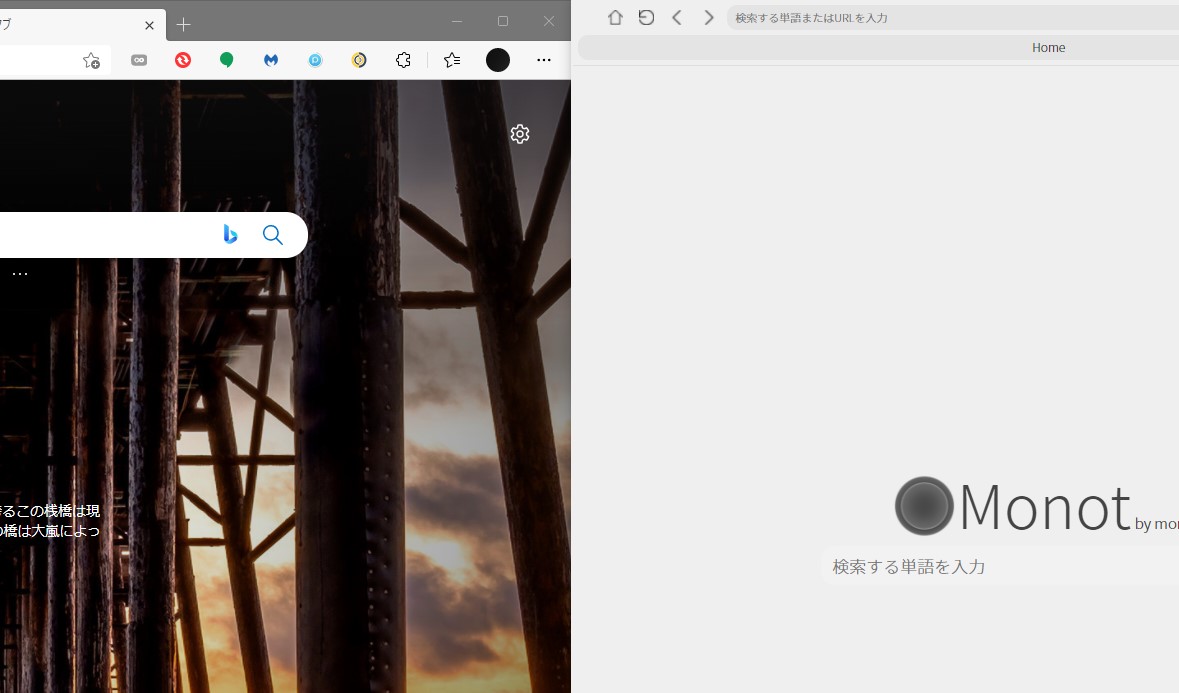 ブ
検索する単語またはURLを入力
Home
るこの桟橋は現
の橋は大嵐によっ
Monot by mon
検索する単語を入力